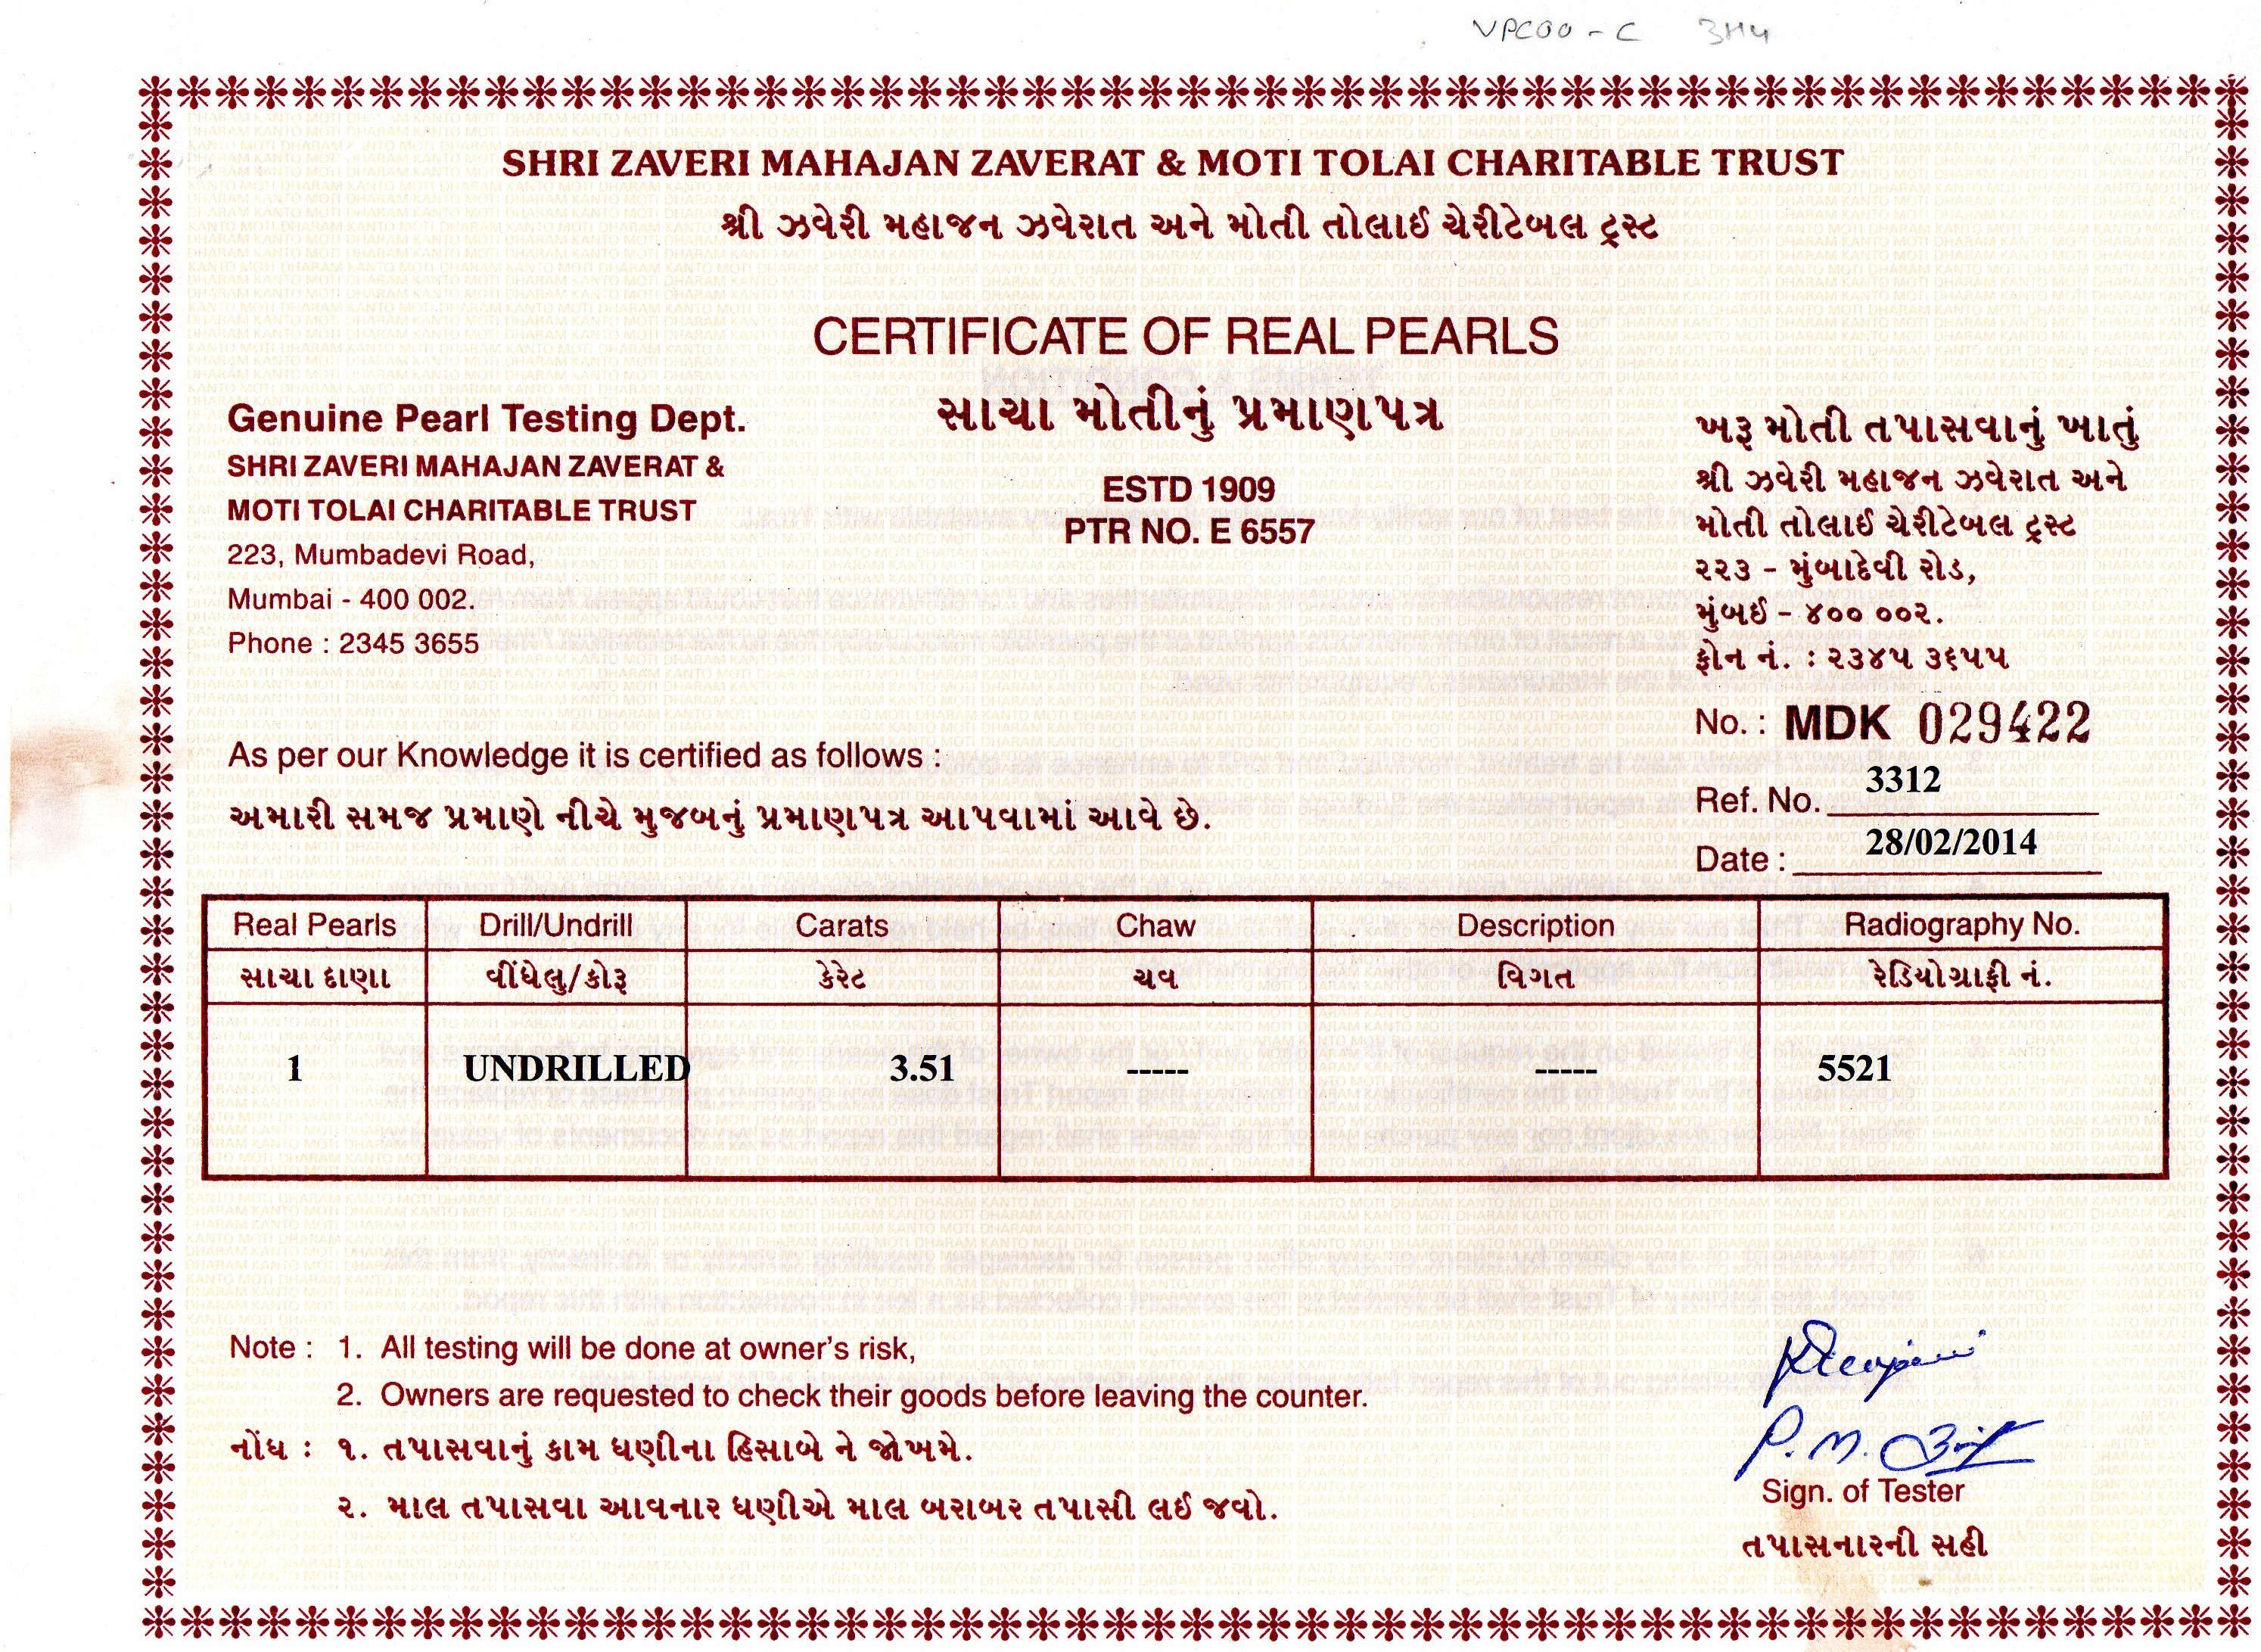 VPC00 - C 3H4
SHRI ZAVERI MAHAJAN ZAVERAT & MOTI TOLAI CHARITABLE TRUST
શ્રી ઝવેરી મહાજન ઝવેરાત અને મોતી તોલાઈ ચેરીટેબલ ટ્રસ્ટ
CERTIFICATE OF REAL PEARLS
સાચા મોતીનું પ્રમાણપત્ર
ESTD 1909
PTR NO. E 6557
Genuine Pearl Testing Dept.
SHRI ZAVERI MAHAJAN ZAVERAT &
MOTI TOLAI CHARITABLE TRUST
223, Mumbadevi Road,
Mumbai - 400 002.
Phone : 2345 3655
ખરૂ મોતી તપાસવાનું ખાતું
શ્રી ઝવેરી મહાજન ઝવેરાત અને
મોતી તોલાઈ ચેરીટેબલ ટ્રસ્ટ
૨૨૩ - મુંબાદેવી રોડ,
મુંબઈ - ૪૦૦ ૦૦૨.
ફોન નં. : ૨૩૪૫ ૩૬૫૫
No. : MDK 029422
Ref. No. 3312
Date : 28/02/2014
As per our Knowledge it is certified as follows :
અમારી સમજ પ્રમાણે નીચે મુજબનું પ્રમાણપત્ર આપવામાં આવે છે.
Real Pearls Drill/Undrill Carats Chaw Description Radiography No.
સાચા દાણા વીંધેલુ/કોરૂ કેરેટ ચવ વિગત રેડિયોગ્રાફી નં.
1 UNDRILLED 3.51 ----- ----- 5521
Note : 1. All testing will be done at owner's risk,
2. Owners are requested to check their goods before leaving the counter.
નોંધ : ૧. તપાસવાનું કામ ધણીના હિસાબે ને જોખમે.
૨. માલ તપાસવા આવનાર ધણીએ માલ બરાબર તપાસી લઈ જવો.
P. M.
Sign. of Tester
તપાસનારની સહી